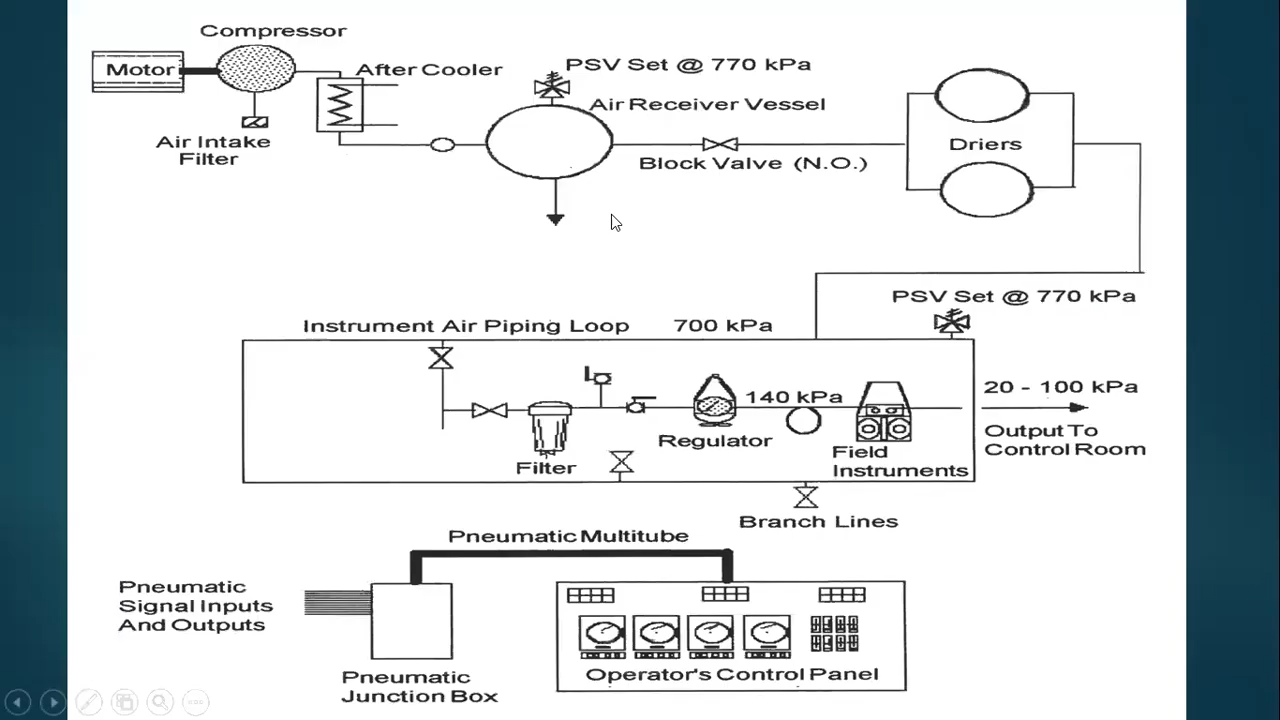 Compressor
Motor
After Cooler
PSV Set @ 770 kPa
Air Receiver Vessel
Air Intake
Filter
Block Valve (N.O.)
Driers
PSV Set @ 770 kPa
Instrument Air Piping Loop 700 kPa
140 kPa
20 - 100 kPa
Regulator
Output To
Control Room
Filter
Field
Instruments
Branch Lines
Pneumatic Multitube
Pneumatic
Signal Inputs
And Outputs
Pneumatic
Junction Box
Operator's Control Panel